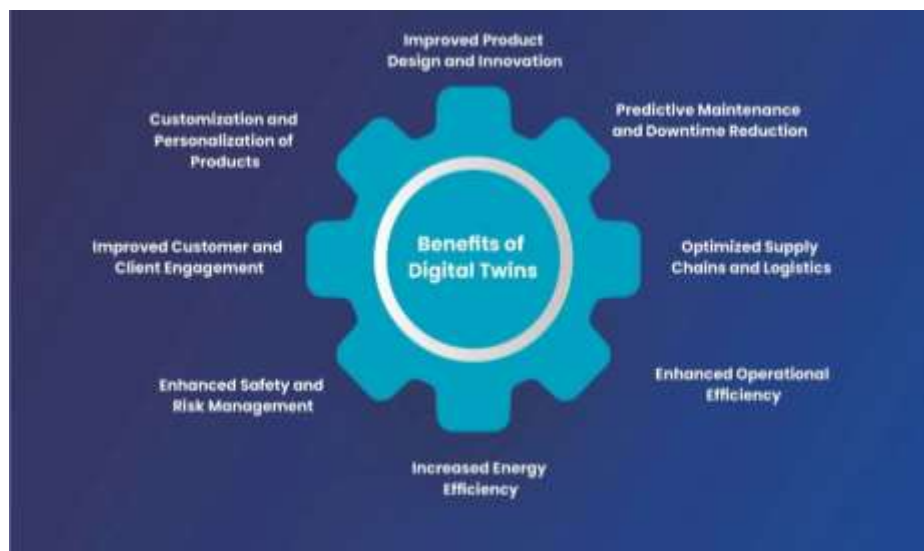 Improved Product
Design and Innovation
Predictive Maintenance
and Downtime Reduction
Optimized Supply
Chains and Logistics
Enhanced Operational
Efficiency
Increased Energy
Efficiency
Enhanced Safety and
Risk Management
Improved Customer and
Client Engagement
Customization and
Personalization of
Products
Benefits of
Digital Twins